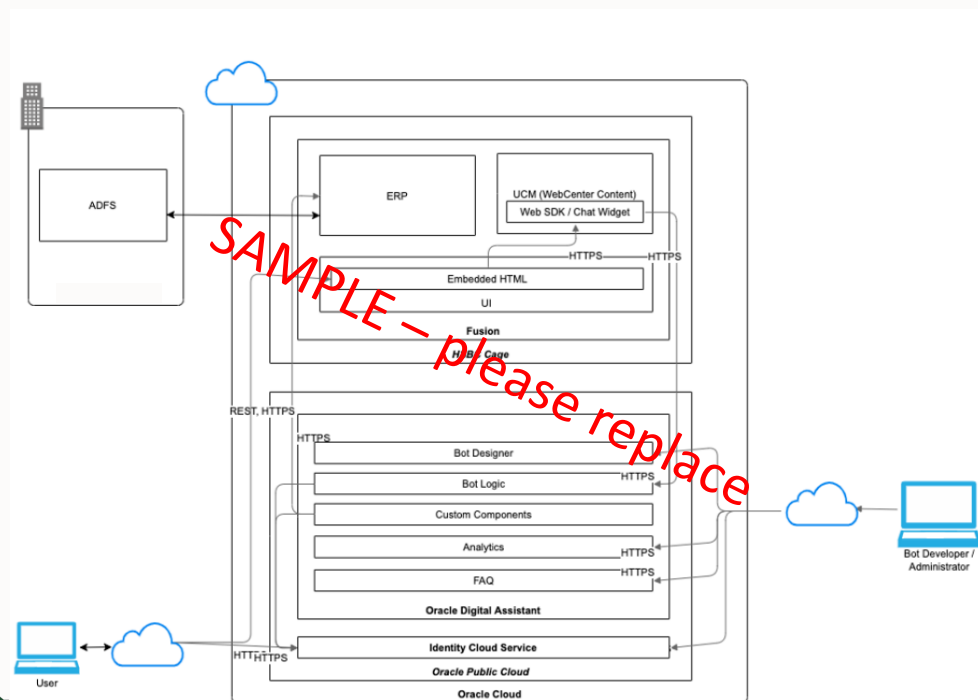 ADFS
ERP
UCM (WebCenter Content)
Web SDK / Chat Widget
HTTPS
HTTPS
Embedded HTML
UI
Fusion
Cage
SAMPLE – please replace
REST, HTTPS
HTTPS
Bot Designer
HTTPS
Bot Logic
Custom Components
Analytics
HTTPS
HTTPS
FAQ
Oracle Digital Assistant
Bot Developer /
Administrator
Identity Cloud Service
HTTPS
Oracle Public Cloud
User
Oracle Cloud